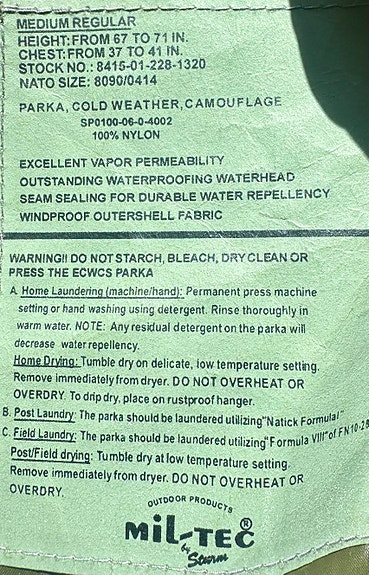 MEDIUM REGULAR
HEIGHT: FROM 67 TO 71 IN.
CHEST: FROM 37 TO 41 IN.
STOCK NO.: 8415-01-228-1320
NATO SIZE: 8090/0414
PARKA, COLD WEATHER, CAMOUFLAGE
SP0100-06-0-4002
100% NYLON
EXCELLENT VAPOR PERMEABILITY
OUTSTANDING WATERPROOFING WATERHEAD
SEAM SEALING FOR DURABLE WATER REPELLENCY
WINDPROOF OUTERSHELL FABRIC
WARNING!! DO NOT STARCH, BLEACH, DRY CLEAN OR
PRESS THE ECWCS PARKA
A. Home Laundering (machine/hand): Permanent press machine
setting or hand washing using detergent. Rinse thoroughly in
warm water. NOTE: Any residual detergent on the parka will
decrease water repellency.
Home Drying: Tumble dry on delicate, low temperature setting.
Remove immediately from dryer. DO NOT OVERHEAT OR
OVERDRY. To drip dry, place on rustproof hanger.
B. Post Laundry: The parka should be laundered utilizing "Natick Formula I"
C. Field Laundry: The parka should be laundered utilizing "Formula VIII" of FN 10-28
Post/Field drying: Tumble dry at low temperature setting.
Remove immediately from dryer. DO NOT OVERHEAT OR
OVERDRY.
OUTDOOR PRODUCTS
MIL-TEC®
by Sturm